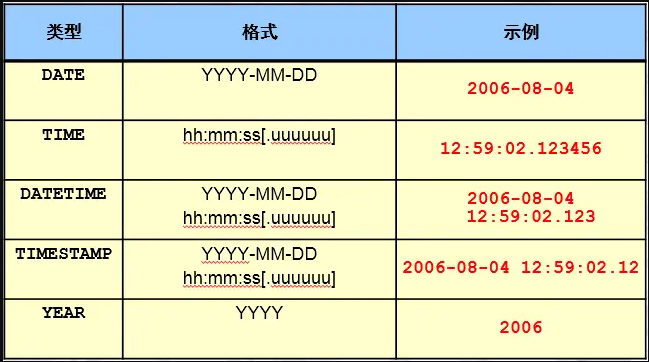 类型 格式 示例
DATE YYYY-MM-DD 2006-08-04
TIME hh:mm:ss[.uuuuuu] 12:59:02.123456
DATETIME YYYY-MM-DD 2006-08-04
hh:mm:ss[.uuuuuu] 12:59:02.123
TIMESTAMP YYYY-MM-DD 2006-08-04 12:59:02.12
hh:mm:ss[.uuuuuu]
YEAR YYYY 2006